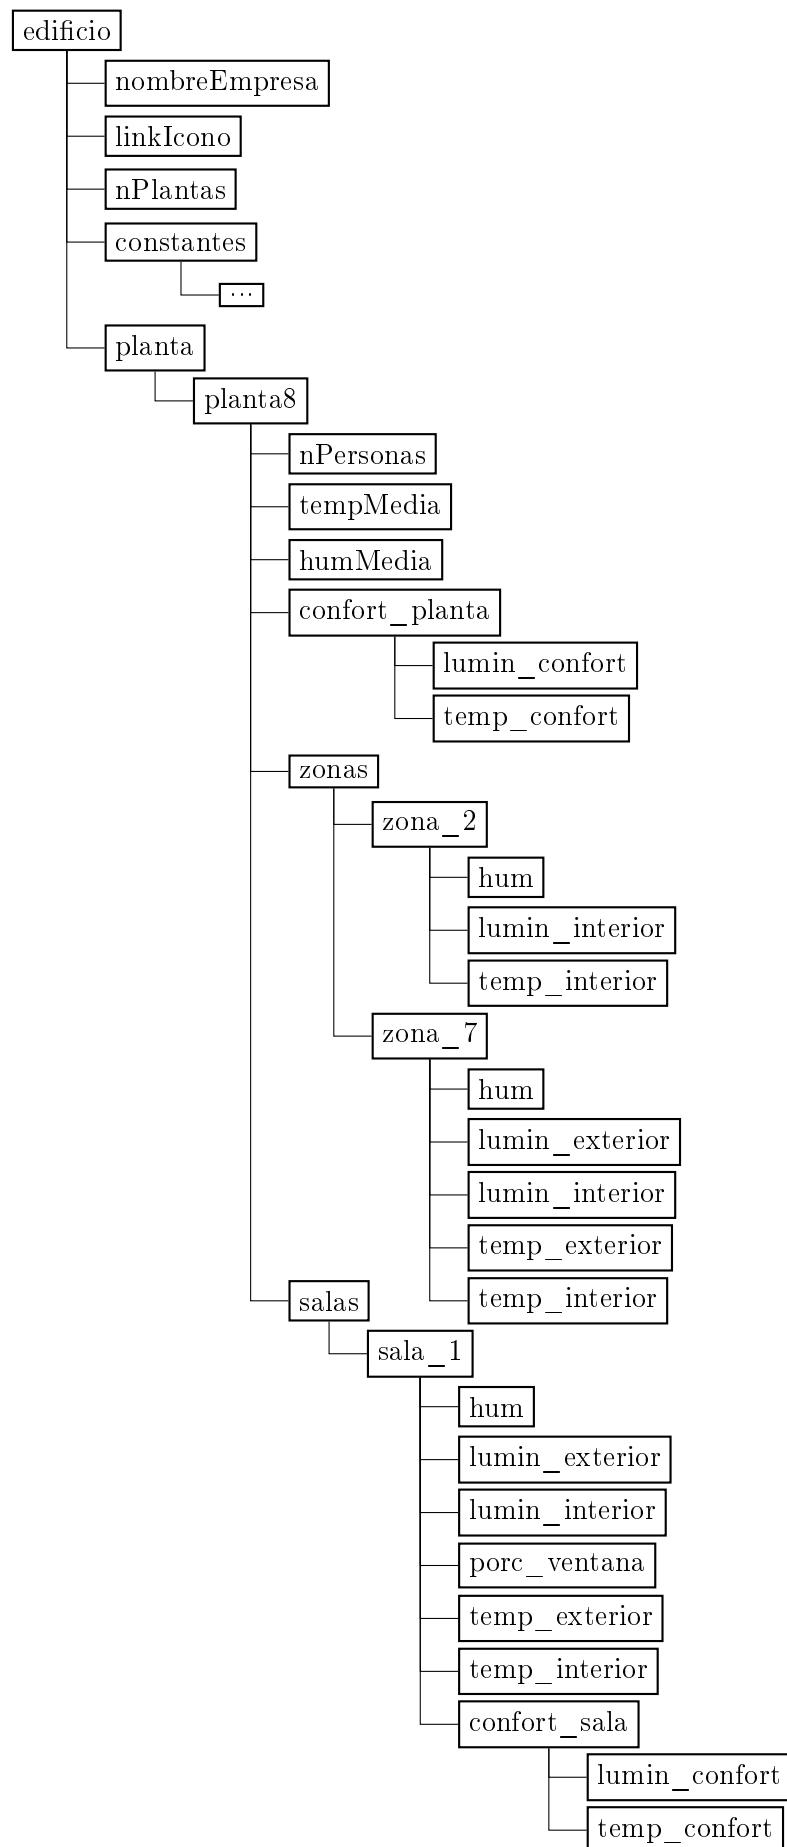 edificio
nombreEmpresa
linkIcono
nPlantas
constantes
...
planta
planta8
nPersonas
tempMedia
humMedia
confort_planta
lumin_confort
temp_confort
zonas
zona_2
hum
lumin_interior
temp_interior
zona_7
hum
lumin_exterior
lumin_interior
temp_exterior
temp_interior
salas
sala_1
hum
lumin_exterior
lumin_interior
porc_ventana
temp_exterior
temp_interior
confort_sala
lumin_confort
temp_confort